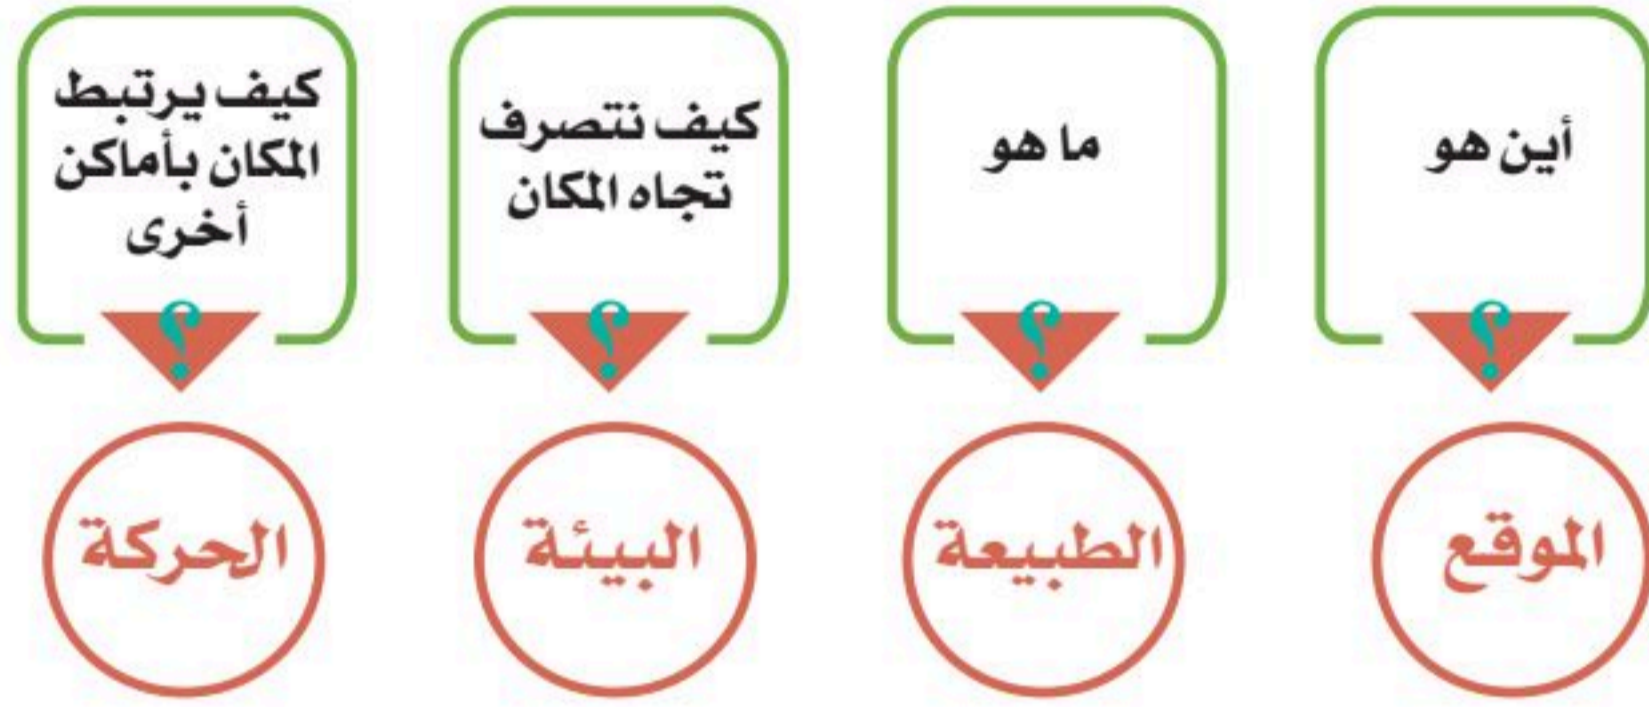 أين هو
؟
الموقع
ما هو
؟
الطبيعة
كيف نتصرف
تجاه المكان
؟
البيئة
كيف يرتبط
المكان بأماكن
أخرى
؟
الحركة